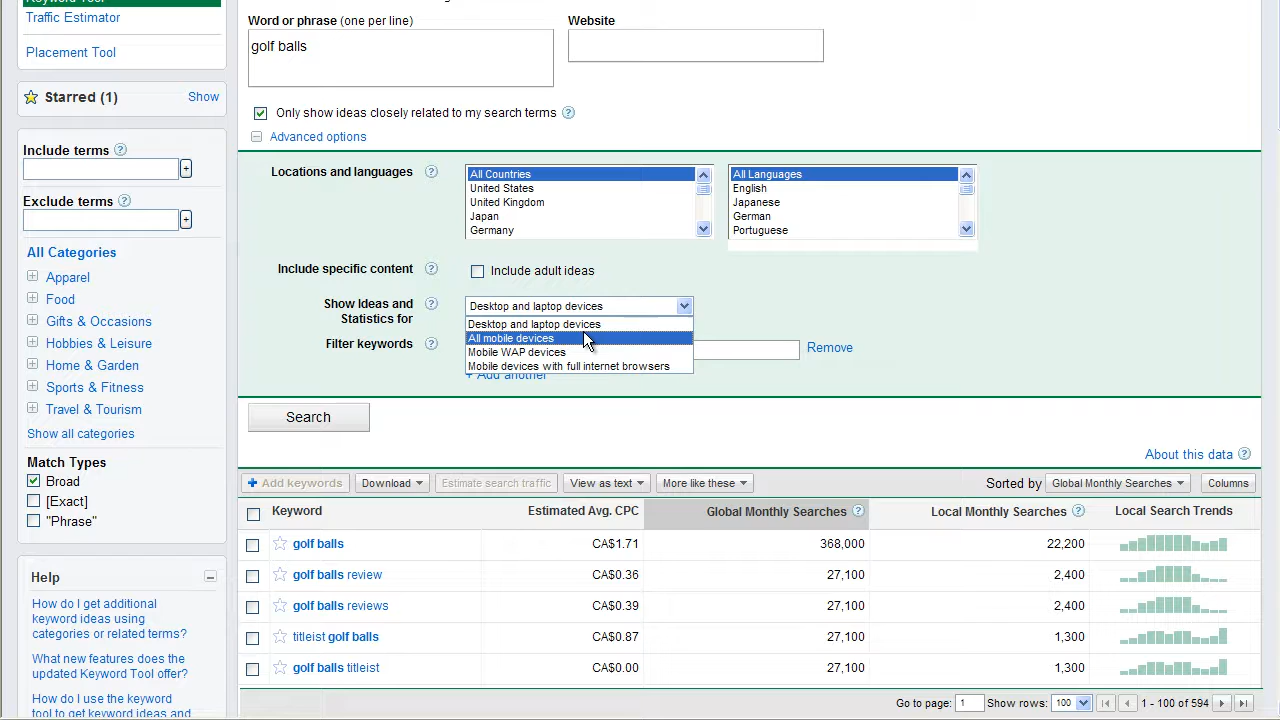 Keyword Tool
Traffic Estimator
Placement Tool
Starred (1) Show
Include terms ?
+
Exclude terms ?
+
All Categories
Apparel
Food
Gifts & Occasions
Hobbies & Leisure
Home & Garden
Sports & Fitness
Travel & Tourism
Show all categories
Match Types
Broad
[Exact]
"Phrase"
Help
How do I get additional
keyword ideas using
categories or related terms?
What new features does the
updated Keyword Tool offer?
How do I use the keyword
tool to get keyword ideas and
Word or phrase (one per line) Website
golf balls
Only show ideas closely related to my search terms ?
Advanced options
Locations and languages ?
All Countries
United States
United Kingdom
Japan
Germany
All Languages
English
Japanese
German
Portuguese
Include specific content ? Include adult ideas
Show Ideas and
Statistics for ?
Desktop and laptop devices
Desktop and laptop devices
All mobile devices
Mobile WAP devices
Mobile devices with full internet browsers
Filter keywords ? Remove
+ Add another
Search
About this data ?
+ Add keywords Download Estimate search traffic View as text More like these Sorted by Global Monthly Searches Columns
Keyword Estimated Avg. CPC Global Monthly Searches ? Local Monthly Searches ? Local Search Trends
golf balls CA$1.71 368,000 22,200
golf balls review CA$0.36 27,100 2,400
golf balls reviews CA$0.39 27,100 2,400
titleist golf balls CA$0.87 27,100 1,300
golf balls titleist CA$0.00 27,100 1,300
Go to page: 1 Show rows: 100 1 - 100 of 594